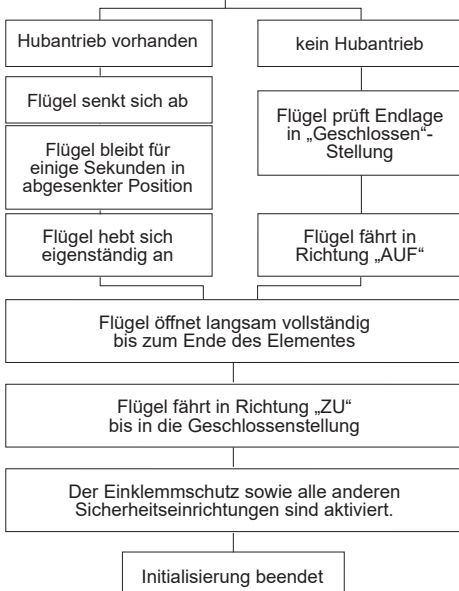 Hubantrieb vorhanden
Flügel senkt sich ab
Flügel bleibt für
einige Sekunden in
abgesenkter Position
Flügel hebt sich
eigenständig an
kein Hubantrieb
Flügel prüft Endlage
in „Geschlossen“-
Stellung
Flügel fährt in
Richtung „AUF“
Flügel öffnet langsam vollständig
bis zum Ende des Elementes
Flügel fährt in Richtung „ZU“
bis in die Geschlossenstellung
Der Einklemmschutz sowie alle anderen
Sicherheitseinrichtungen sind aktiviert.
Initialisierung beendet